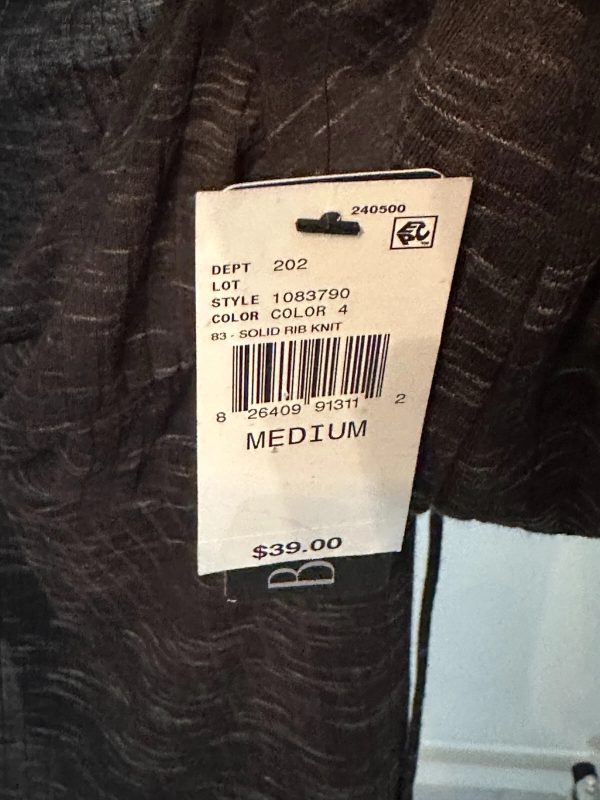 240500
EPC
DEPT 202
LOT
STYLE 1083790
COLOR COLOR 4
83 - SOLID RIB KNIT
8 26409 91311 2
MEDIUM
$39.00
B